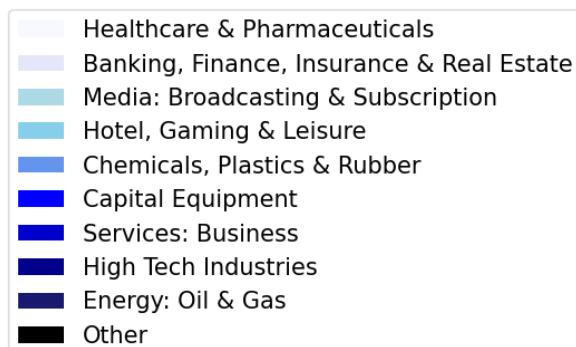 Healthcare & Pharmaceuticals
Banking, Finance, Insurance & Real Estate
Media: Broadcasting & Subscription
Hotel, Gaming & Leisure
Chemicals, Plastics & Rubber
Capital Equipment
Services: Business
High Tech Industries
Energy: Oil & Gas
Other